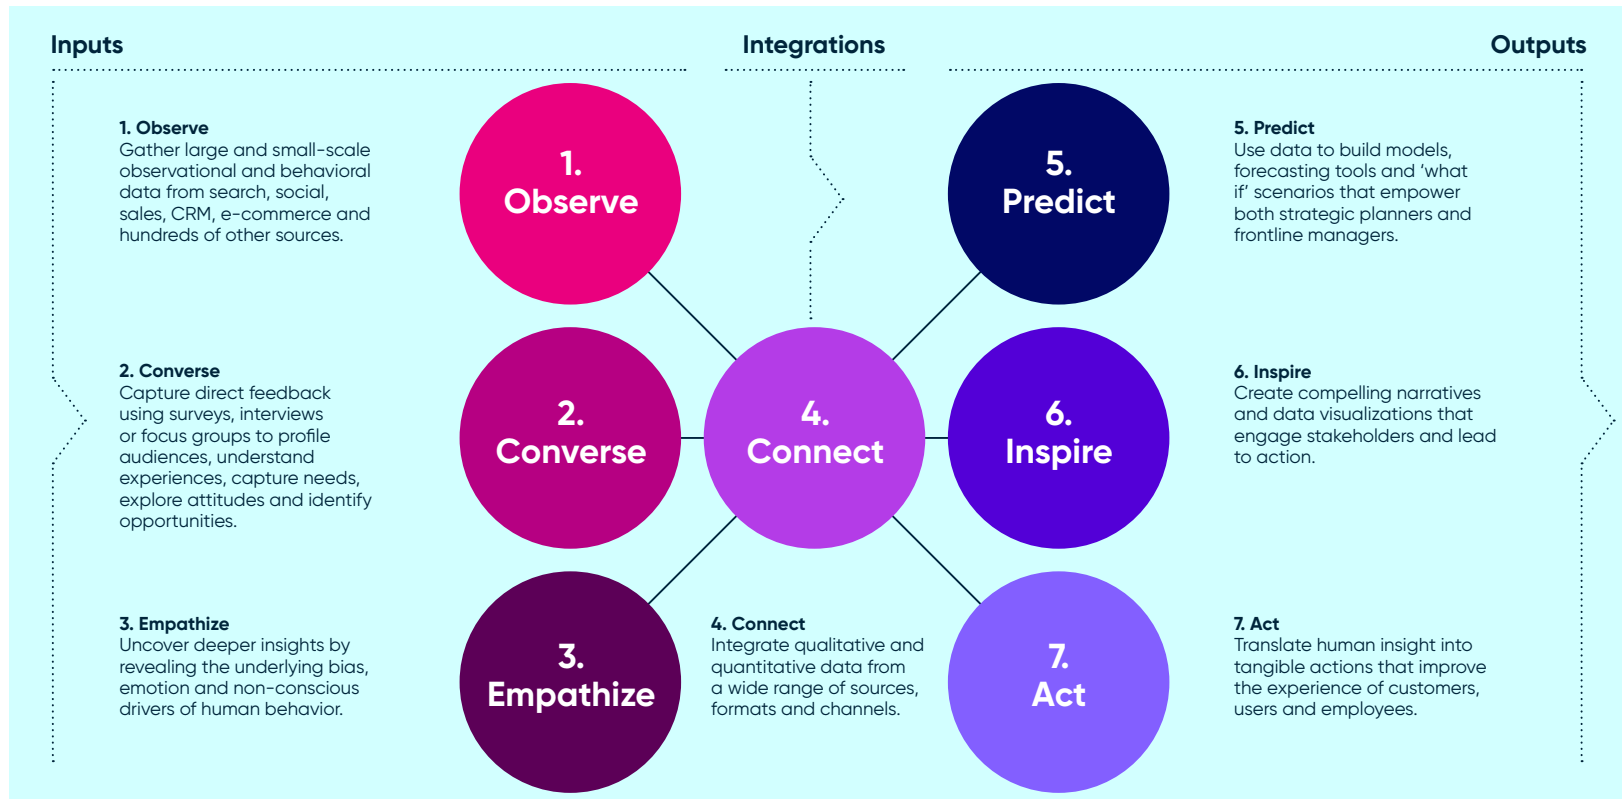 Inputs
Integrations
Outputs
1. Observe
Gather large and small-scale
observational and behavioral
data from search, social,
sales, CRM, e-commerce and
hundreds of other sources.
1.
Observe
5.
Predict
5. Predict
Use data to build models,
forecasting tools and ‘what
if’ scenarios that empower
both strategic planners and
frontline managers.
2. Converse
Capture direct feedback
using surveys, interviews
or focus groups to profile
audiences, understand
experiences, capture needs,
explore attitudes and identify
opportunities.
2.
Converse
4.
Connect
6.
Inspire
6. Inspire
Create compelling narratives
and data visualizations that
engage stakeholders and lead
to action.
3. Empathize
Uncover deeper insights by
revealing the underlying bias,
emotion and non-conscious
drivers of human behavior.
3.
Empathize
4. Connect
Integrate qualitative and
quantitative data from
a wide range of sources,
formats and channels.
7.
Act
7. Act
Translate human insight into
tangible actions that improve
the experience of customers,
users and employees.